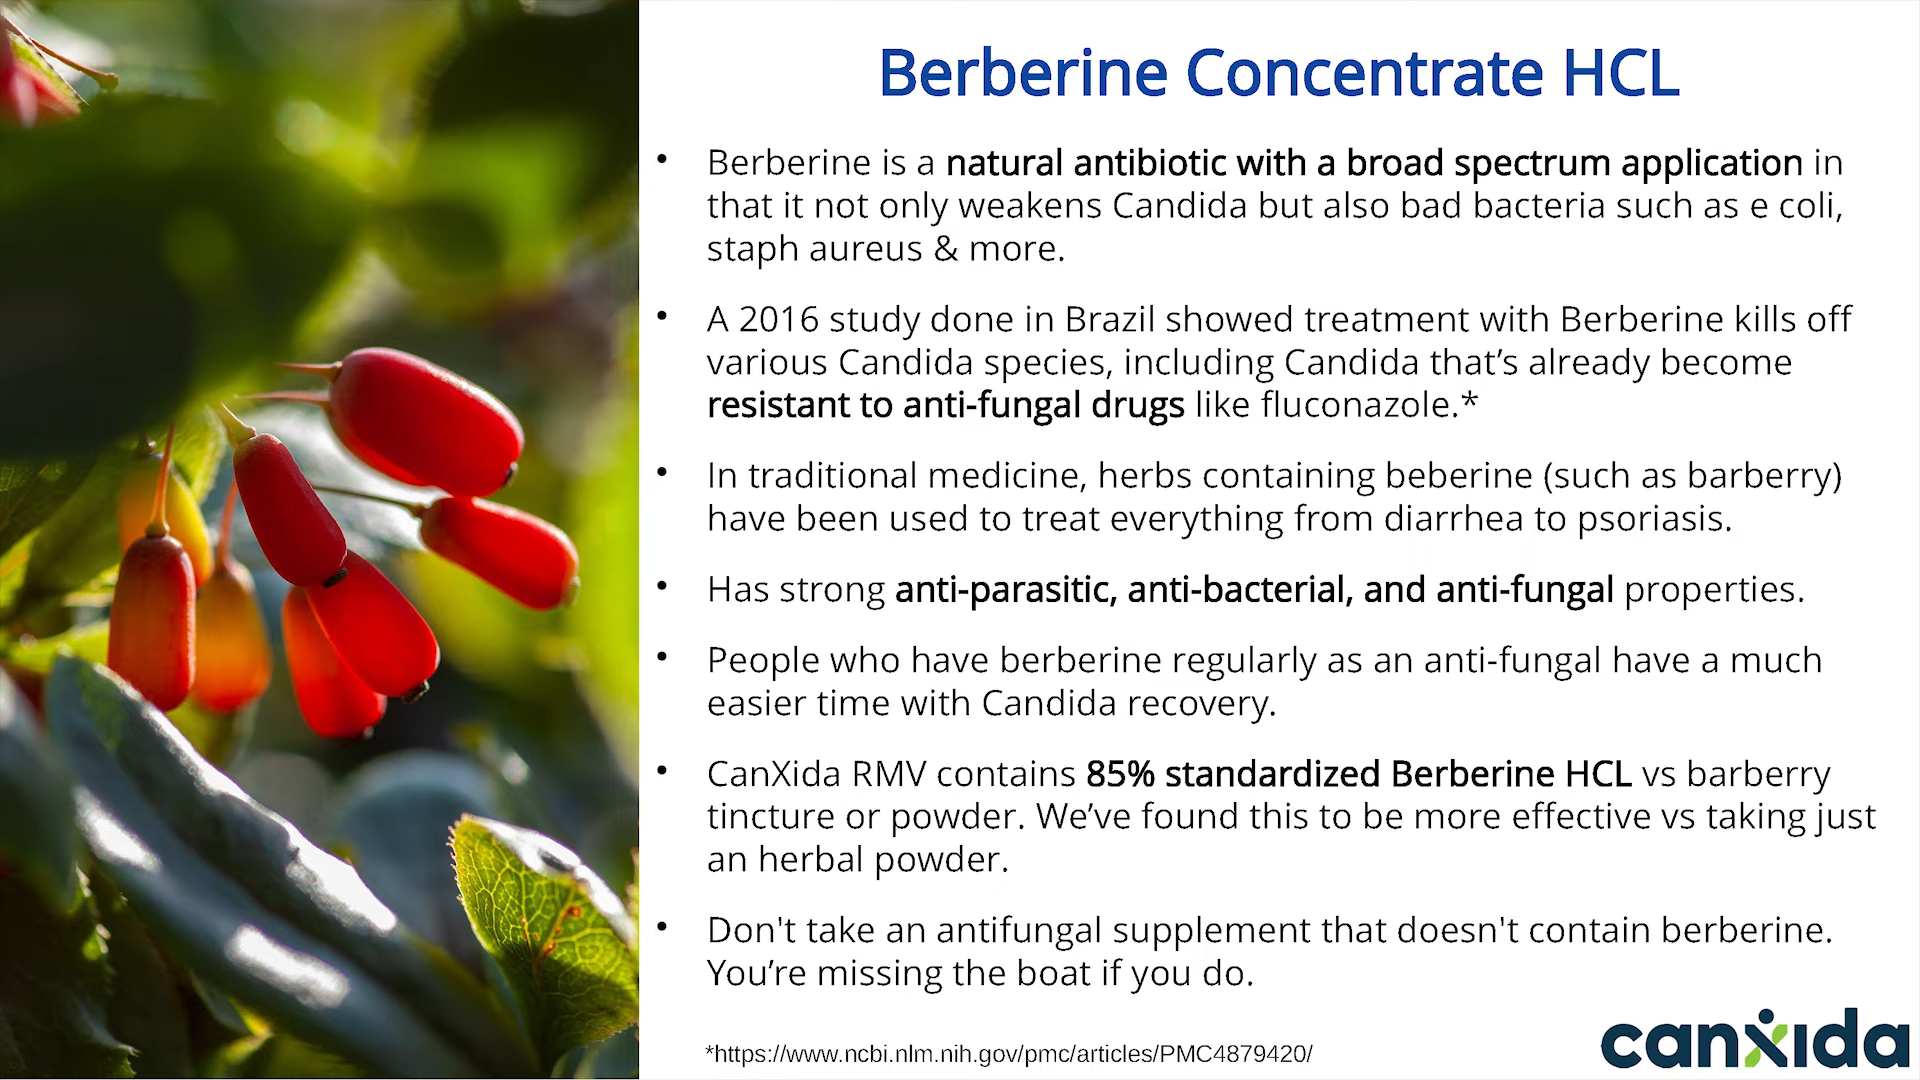 Berberine Concentrate HCL
• Berberine is a natural antibiotic with a broad spectrum application in
that it not only weakens Candida but also bad bacteria such as e coli,
staph aureus & more.
• A 2016 study done in Brazil showed treatment with Berberine kills off
various Candida species, including Candida that’s already become
resistant to anti-fungal drugs like fluconazole.*
• In traditional medicine, herbs containing beberine (such as barberry)
have been used to treat everything from diarrhea to psoriasis.
• Has strong anti-parasitic, anti-bacterial, and anti-fungal properties.
• People who have berberine regularly as an anti-fungal have a much
easier time with Candida recovery.
• CanXida RMV contains 85% standardized Berberine HCL vs barberry
tincture or powder. We’ve found this to be more effective vs taking just
an herbal powder.
• Don't take an antifungal supplement that doesn't contain berberine.
You’re missing the boat if you do.
*https://www.ncbi.nlm.nih.gov/pmc/articles/PMC4879420/
canxida